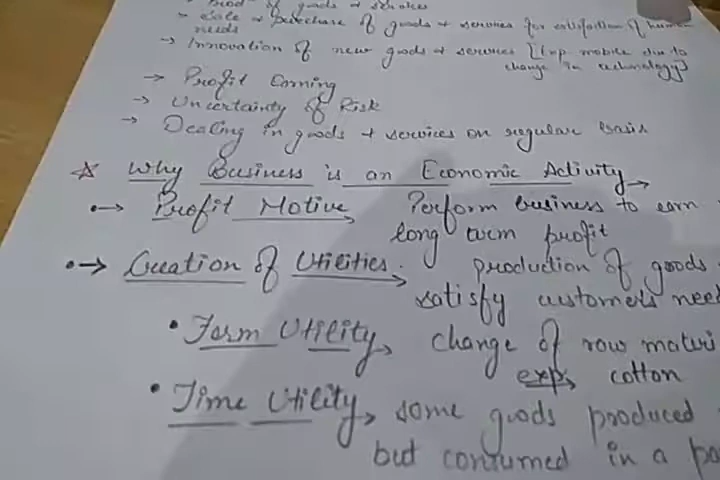 → Sale & Purchase of goods & services for satisfaction of human
needs
→ Innovation of new goods & services [Exp mobile due to
change in technology]
→ Profit Earning
→ Uncertainty of Risk
→ Dealing in goods & services on regular basis
☆ Why Business is an Economic Activity →
•→ Profit Motive, Perform business to earn
long term profit
•→ Creation of Utilities. production of goods
satisfy customers need
• Form Utility, change of row materi
exp, cotton
• Time Utility, some goods produced
but consumed in a pa